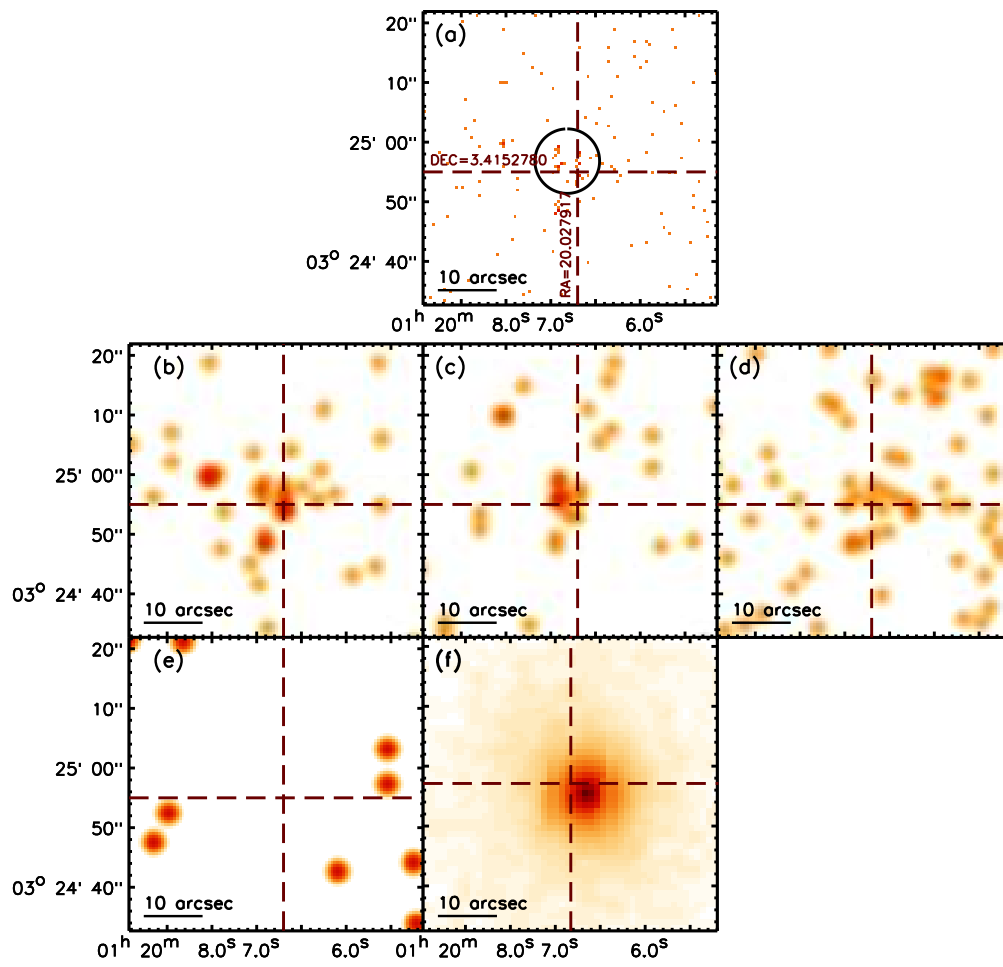 (a)
20"
10"
25' 00"
50"
03° 24' 40"
DEC=3.4152780
RA=20.027917
10 arcsec
01ʰ 20ᵐ 8.0ˢ 7.0ˢ 6.0ˢ
(b) (c) (d)
20"
10"
25' 00"
50"
03° 24' 40"
10 arcsec 10 arcsec 10 arcsec
(e) (f)
20"
10"
25' 00"
50"
03° 24' 40"
10 arcsec 10 arcsec
01ʰ 20ᵐ 8.0ˢ 7.0ˢ 6.0ˢ 01ʰ 20ᵐ 8.0ˢ 7.0ˢ 6.0ˢ